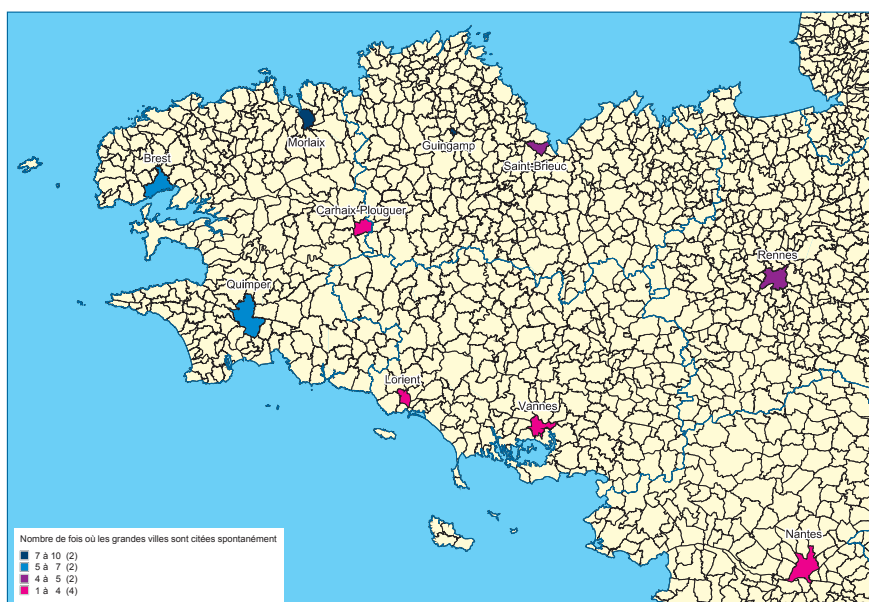 Morlaix
Guingamp
Saint-Brieuc
Brest
Carhaix-Plouguer
Rennes
Quimper
Lorient
Vannes
Nantes
Nombre de fois où les grandes villes sont citées spontanément
7 à 10 (2)
5 à 7 (2)
4 à 5 (2)
1 à 4 (4)